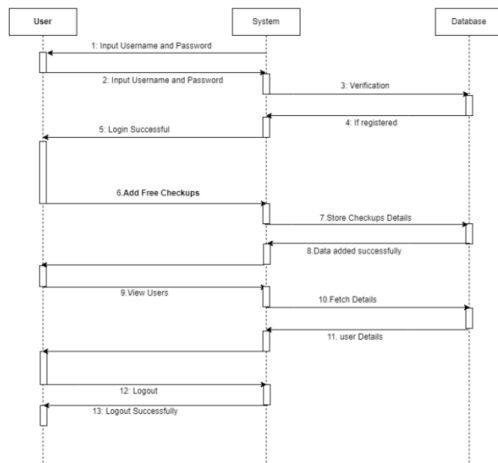 User
System
Database
1: Input Username and Password
2: Input Username and Password
3: Verification
4: If registered
5: Login Successful
6.Add Free Checkups
7.Store Checkups Details
8.Data added successfully
9.View Users
10.Fetch Details
11. user Details
12: Logout
13: Logout Successfully